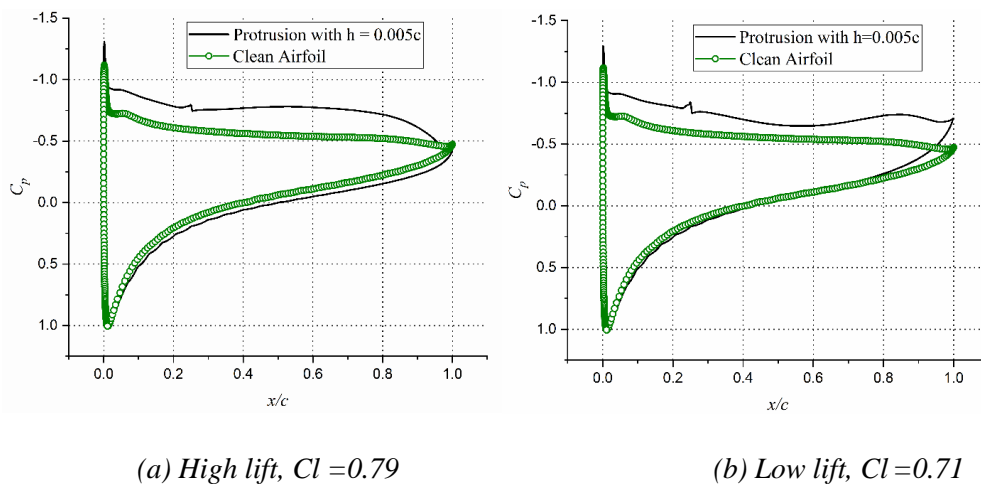 -1.5
-1.0
-0.5
0.0
0.5
1.0
Cp
Protrusion with h = 0.005c
Clean Airfoil
0.0 0.2 0.4 0.6 0.8 1.0
x/c
(a) High lift, Cl =0.79
-1.5
-1.0
-0.5
0.0
0.5
1.0
Cp
Protrusion with h=0.005c
Clean Airfoil
0.0 0.2 0.4 0.6 0.8 1.0
x/c
(b) Low lift, Cl=0.71